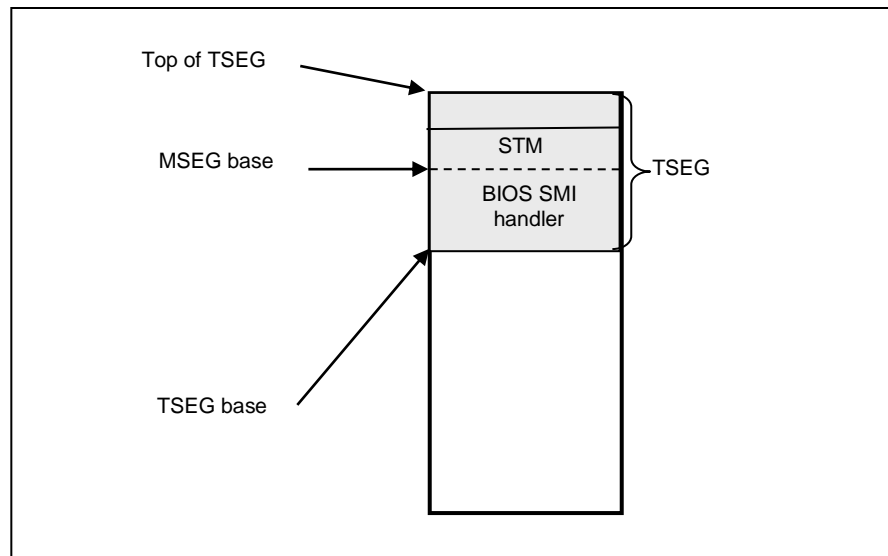 Top of TSEG
STM
MSEG base
TSEG
BIOS SMI
handler
TSEG base